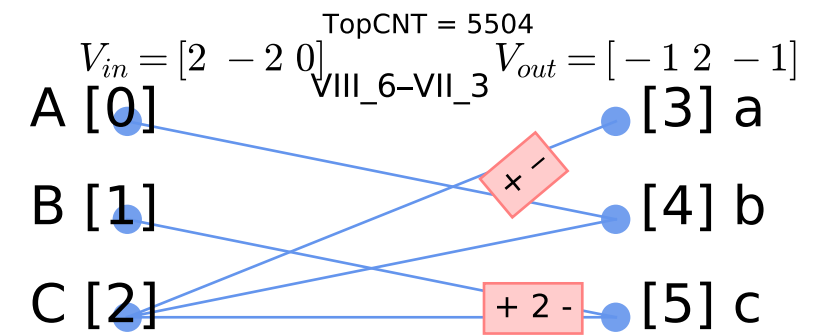 TopCNT = 5504
V_in = [2 −2 0] V_out = [−1 2 −1]
VIII_6–VII_3
A [0] [3] a
+ −
B [1] [4] b
C [2] + 2 - [5] c